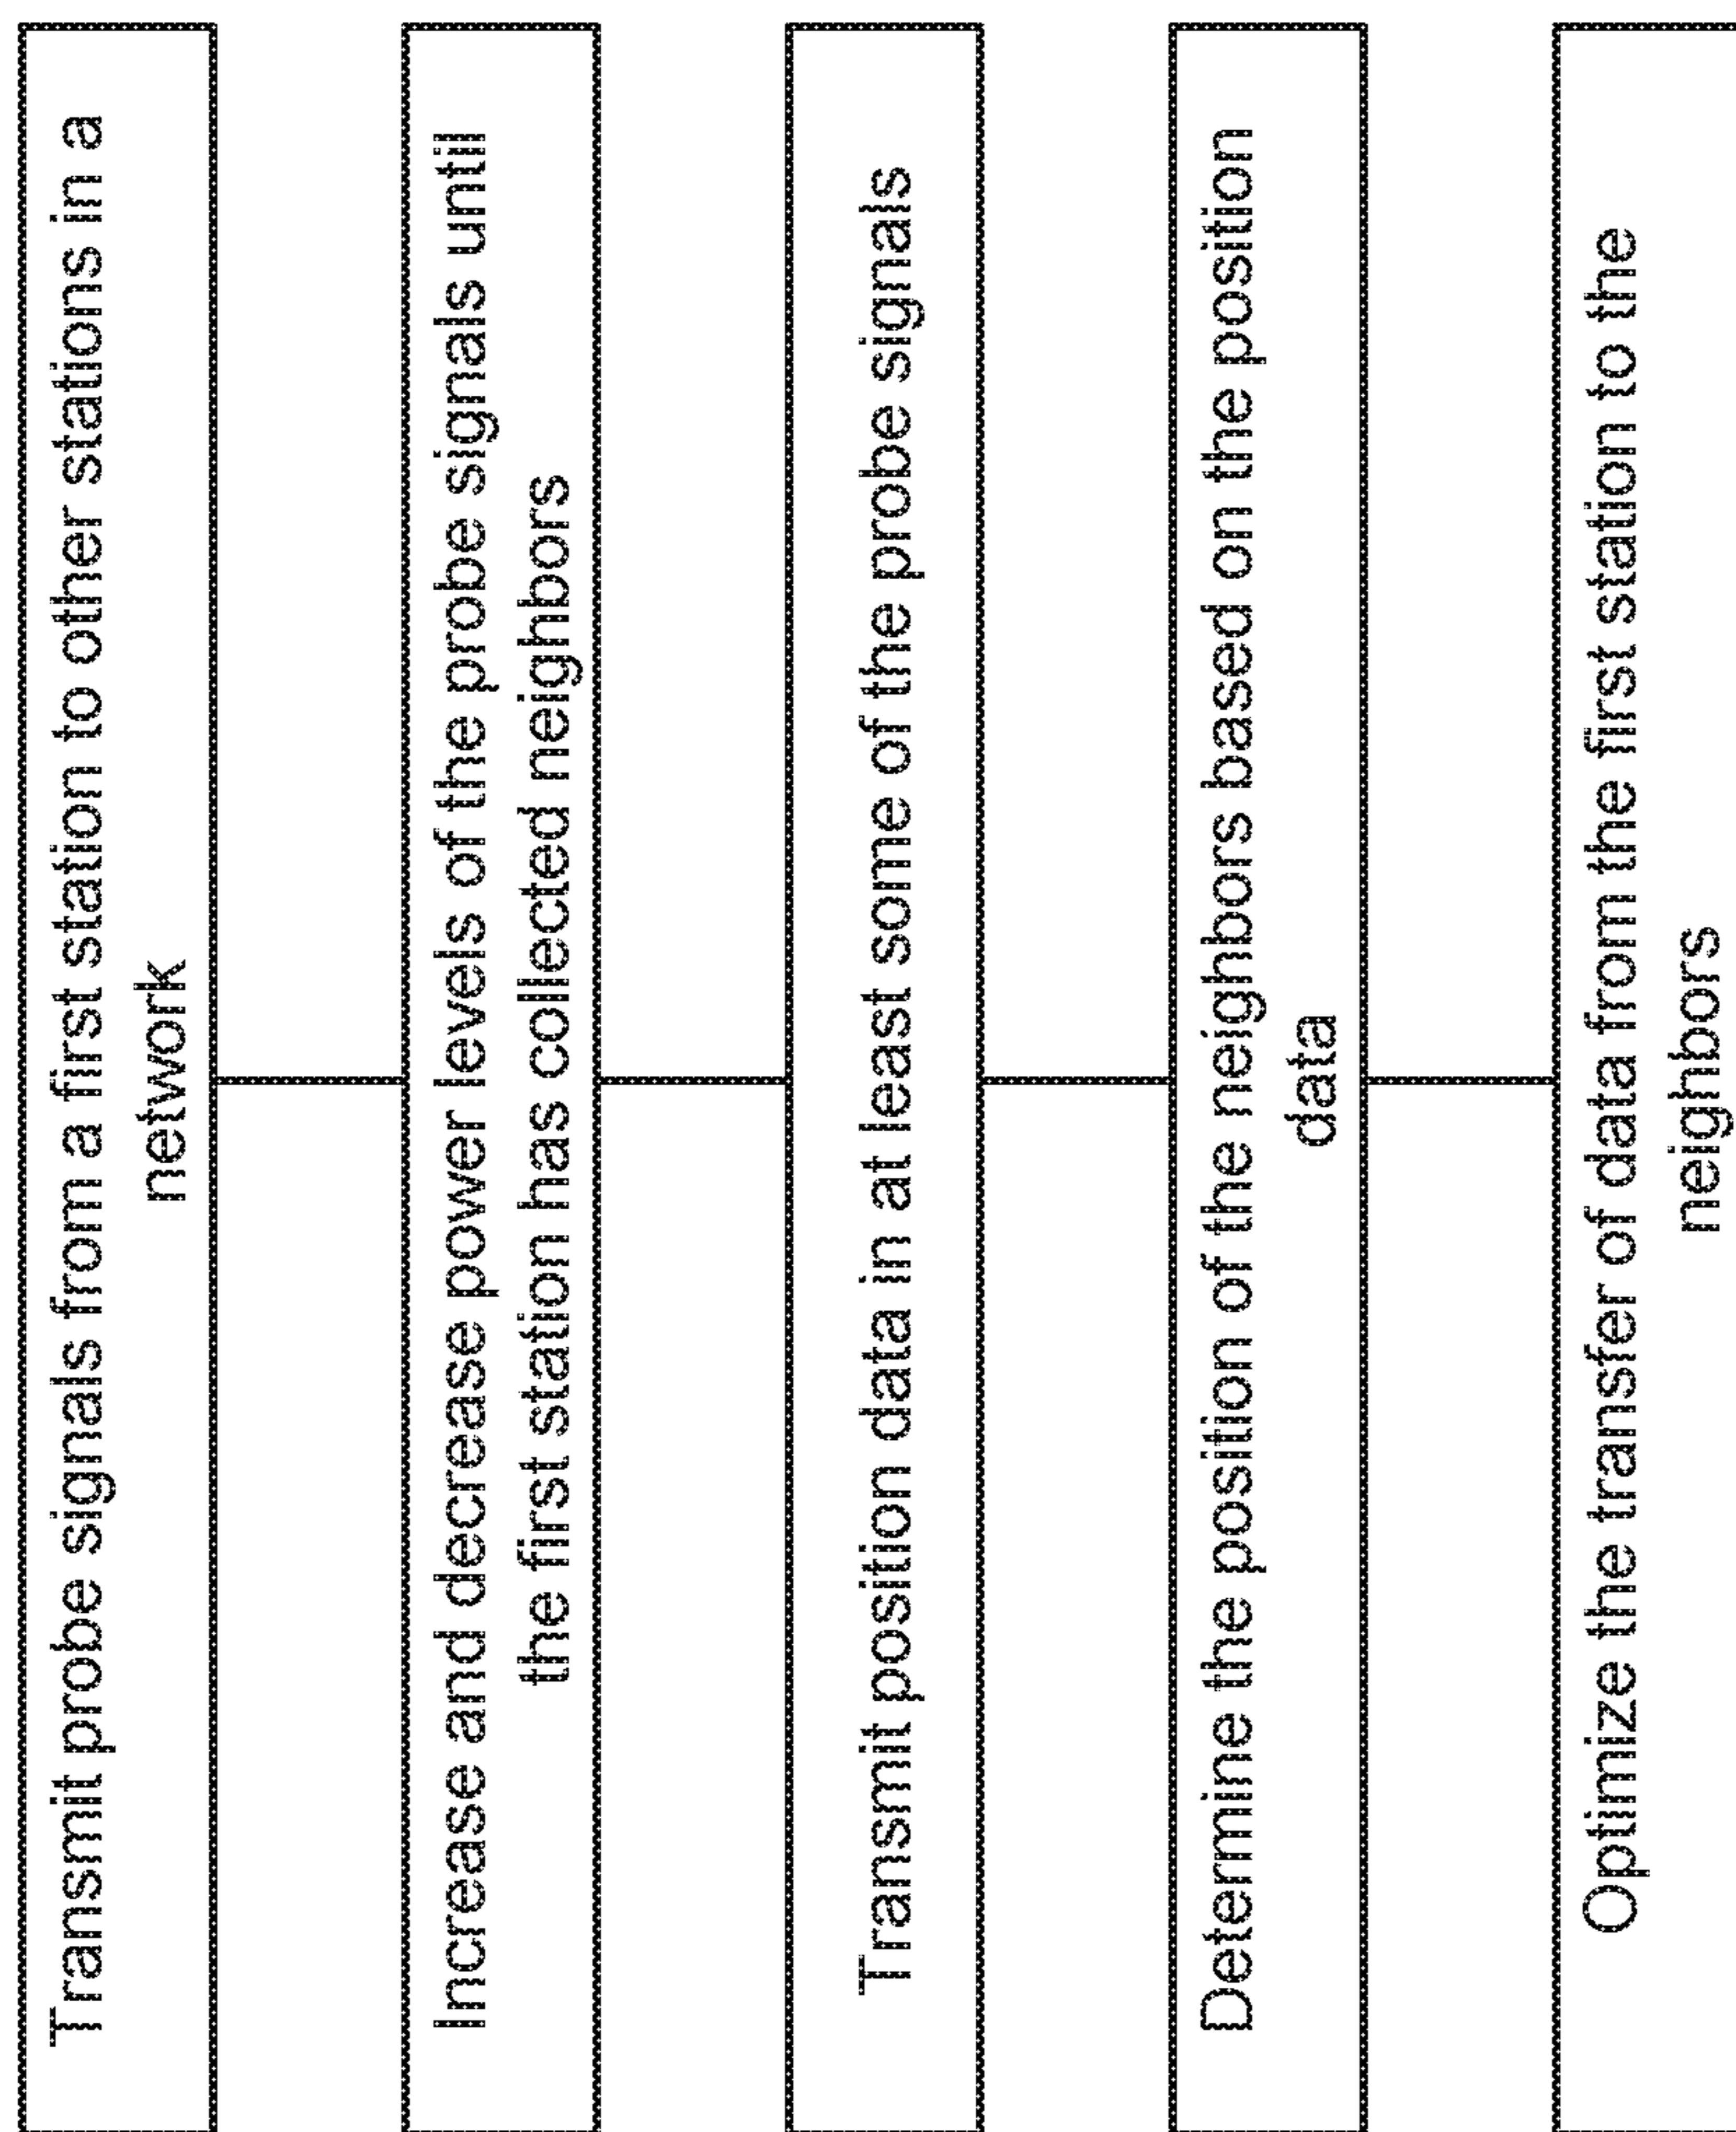 Transmit probe signals from a first station to other stations in a
network
Increase and decrease power levels of the probe signals until
the first station has collected neighbors
Transmit position data in at least some of the probe signals
Determine the position of the neighbors based on the position
data
Optimize the transfer of data from the first station to the
neighbors